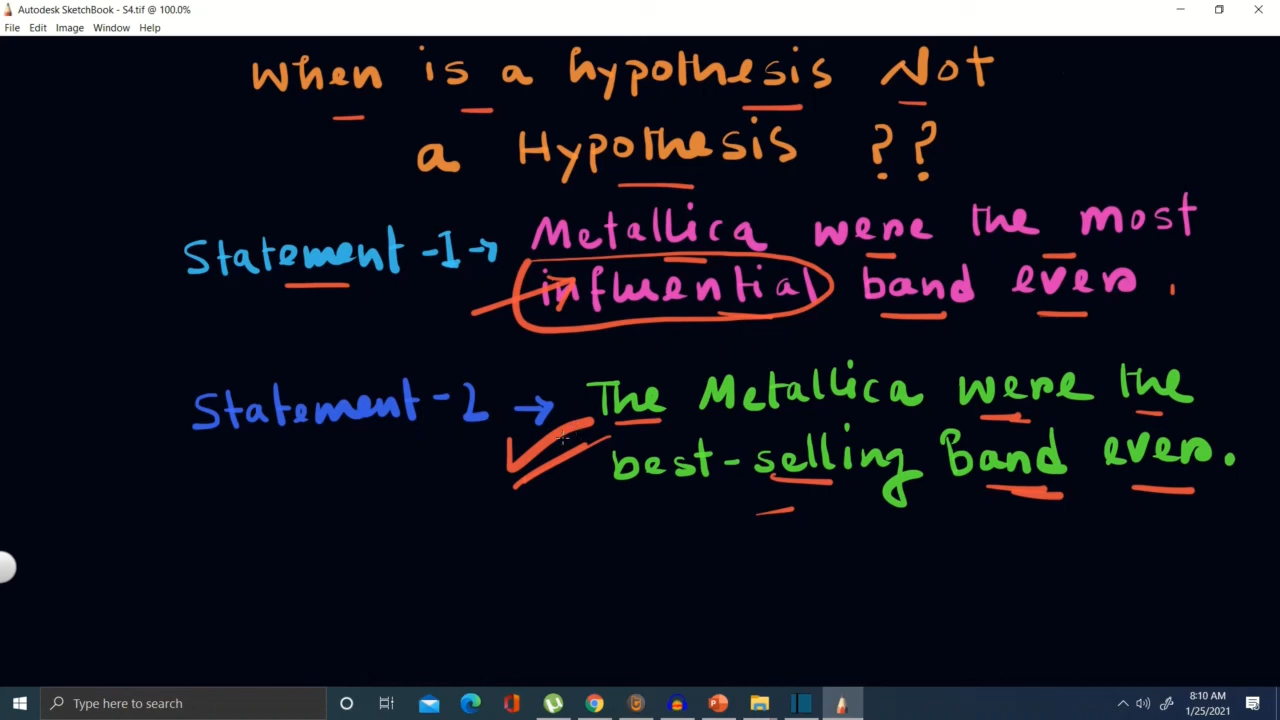 Autodesk SketchBook - S4.tif @ 100.0%
File Edit Image Window Help
When is a hypothesis Not
a Hypothesis ??
Statement-1→ Metallica were the most
influential band ever.
Statement-2 → The Metallica were the
best-selling Band ever.
Type here to search
8:10 AM
1/25/2021